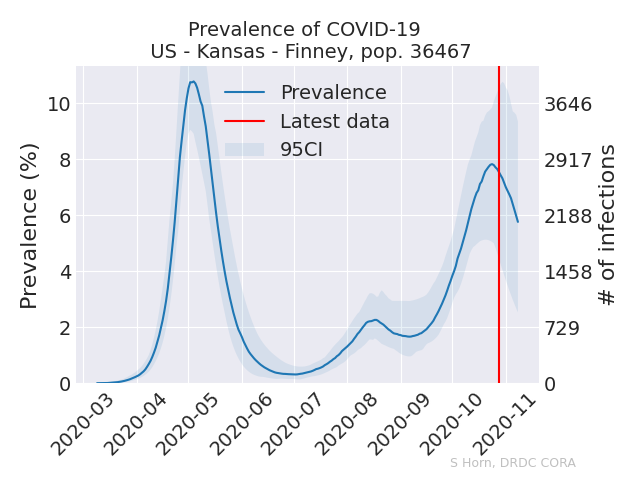 Prevalence of COVID-19
US - Kansas - Finney, pop. 36467
Prevalence
Latest data
95CI
Prevalence (%)
10
8
6
4
2
0
3646
2917
2188
1458
729
0
# of infections
2020-03
2020-04
2020-05
2020-06
2020-07
2020-08
2020-09
2020-10
2020-11
S Horn, DRDC CORA